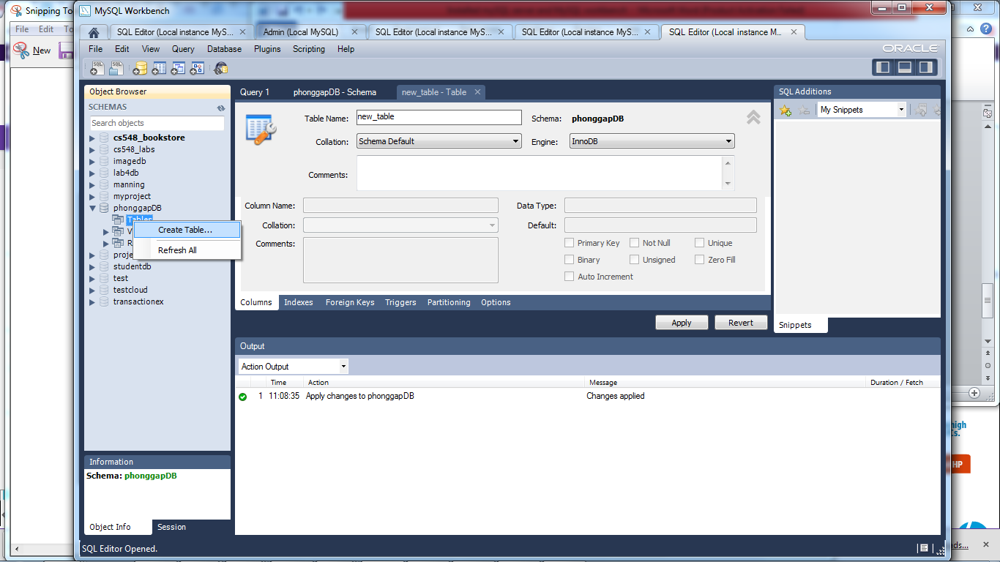 Snipping To
File Edit To
New
MySQL Workbench
SQL Editor (Local instance MyS...
Admin (Local MySQL)
SQL Editor (Local instance MyS...
SQL Editor (Local instance MyS...
SQL Editor (Local instance M...
File Edit View Query Database Plugins Scripting Help
ORACLE
SQL SQL
Object Browser
SCHEMAS
Search objects
cs548_bookstore
cs548_labs
imagedb
lab4db
manning
myproject
phonggapDB
Tables
V
R
Create Table...
Refresh All
proje
studentdb
test
testcloud
transactionex
Information
Schema: phonggapDB
Object Info Session
SQL Editor Opened.
Query 1 phonggapDB - Schema new_table - Table
Table Name: new_table Schema: phonggapDB
Collation: Schema Default Engine: InnoDB
Comments:
Column Name: Data Type:
Collation: Default:
Comments:
Primary Key Not Null Unique
Binary Unsigned Zero Fill
Auto Increment
Columns Indexes Foreign Keys Triggers Partitioning Options
Apply Revert
SQL Additions
My Snippets
Snippets
Output
Action Output
Time Action Message Duration / Fetch
1 11:08:35 Apply changes to phonggapDB Changes applied
high
Cs.
HP
ds...